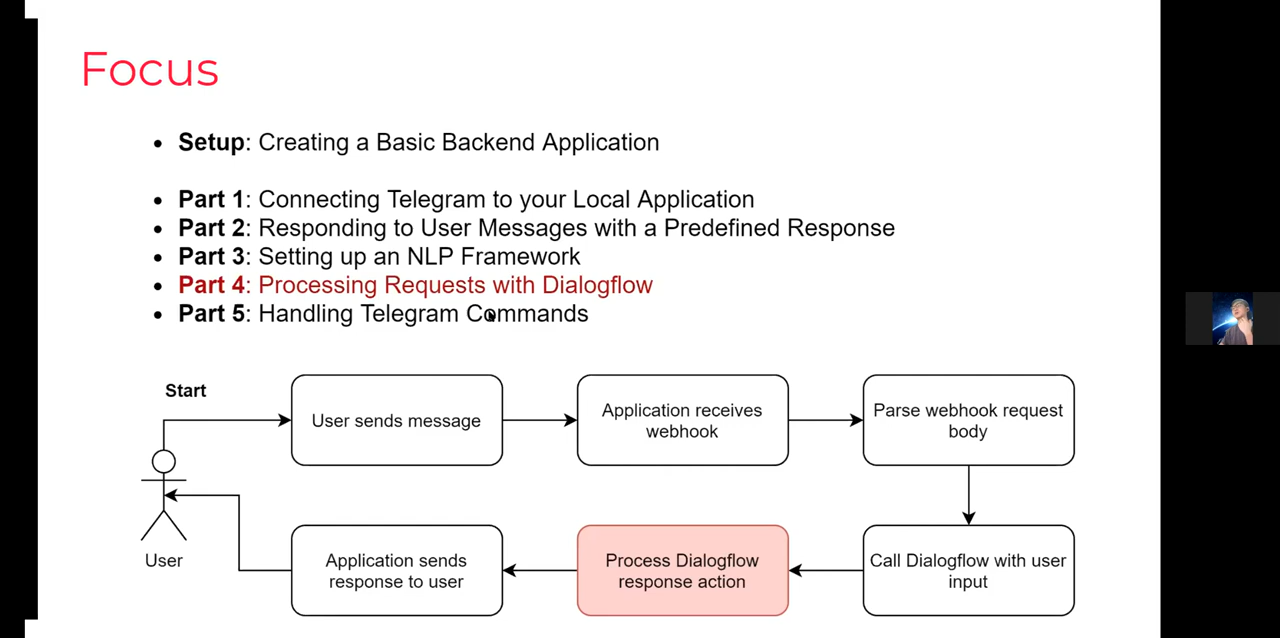 Focus
• Setup: Creating a Basic Backend Application
• Part 1: Connecting Telegram to your Local Application
• Part 2: Responding to User Messages with a Predefined Response
• Part 3: Setting up an NLP Framework
• Part 4: Processing Requests with Dialogflow
• Part 5: Handling Telegram Commands
Start
User sends message
Application receives
webhook
Parse webhook request
body
User
Application sends
response to user
Process Dialogflow
response action
Call Dialogflow with user
input